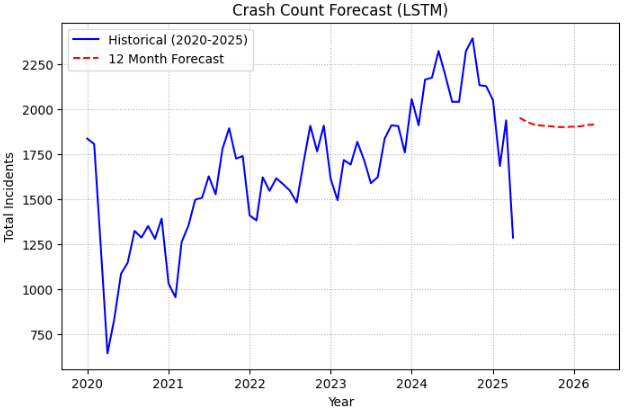 Crash Count Forecast (LSTM)
Historical (2020-2025)
12 Month Forecast
Total Incidents
2250
2000
1750
1500
1250
1000
750
2020 2021 2022 2023 2024 2025 2026
Year